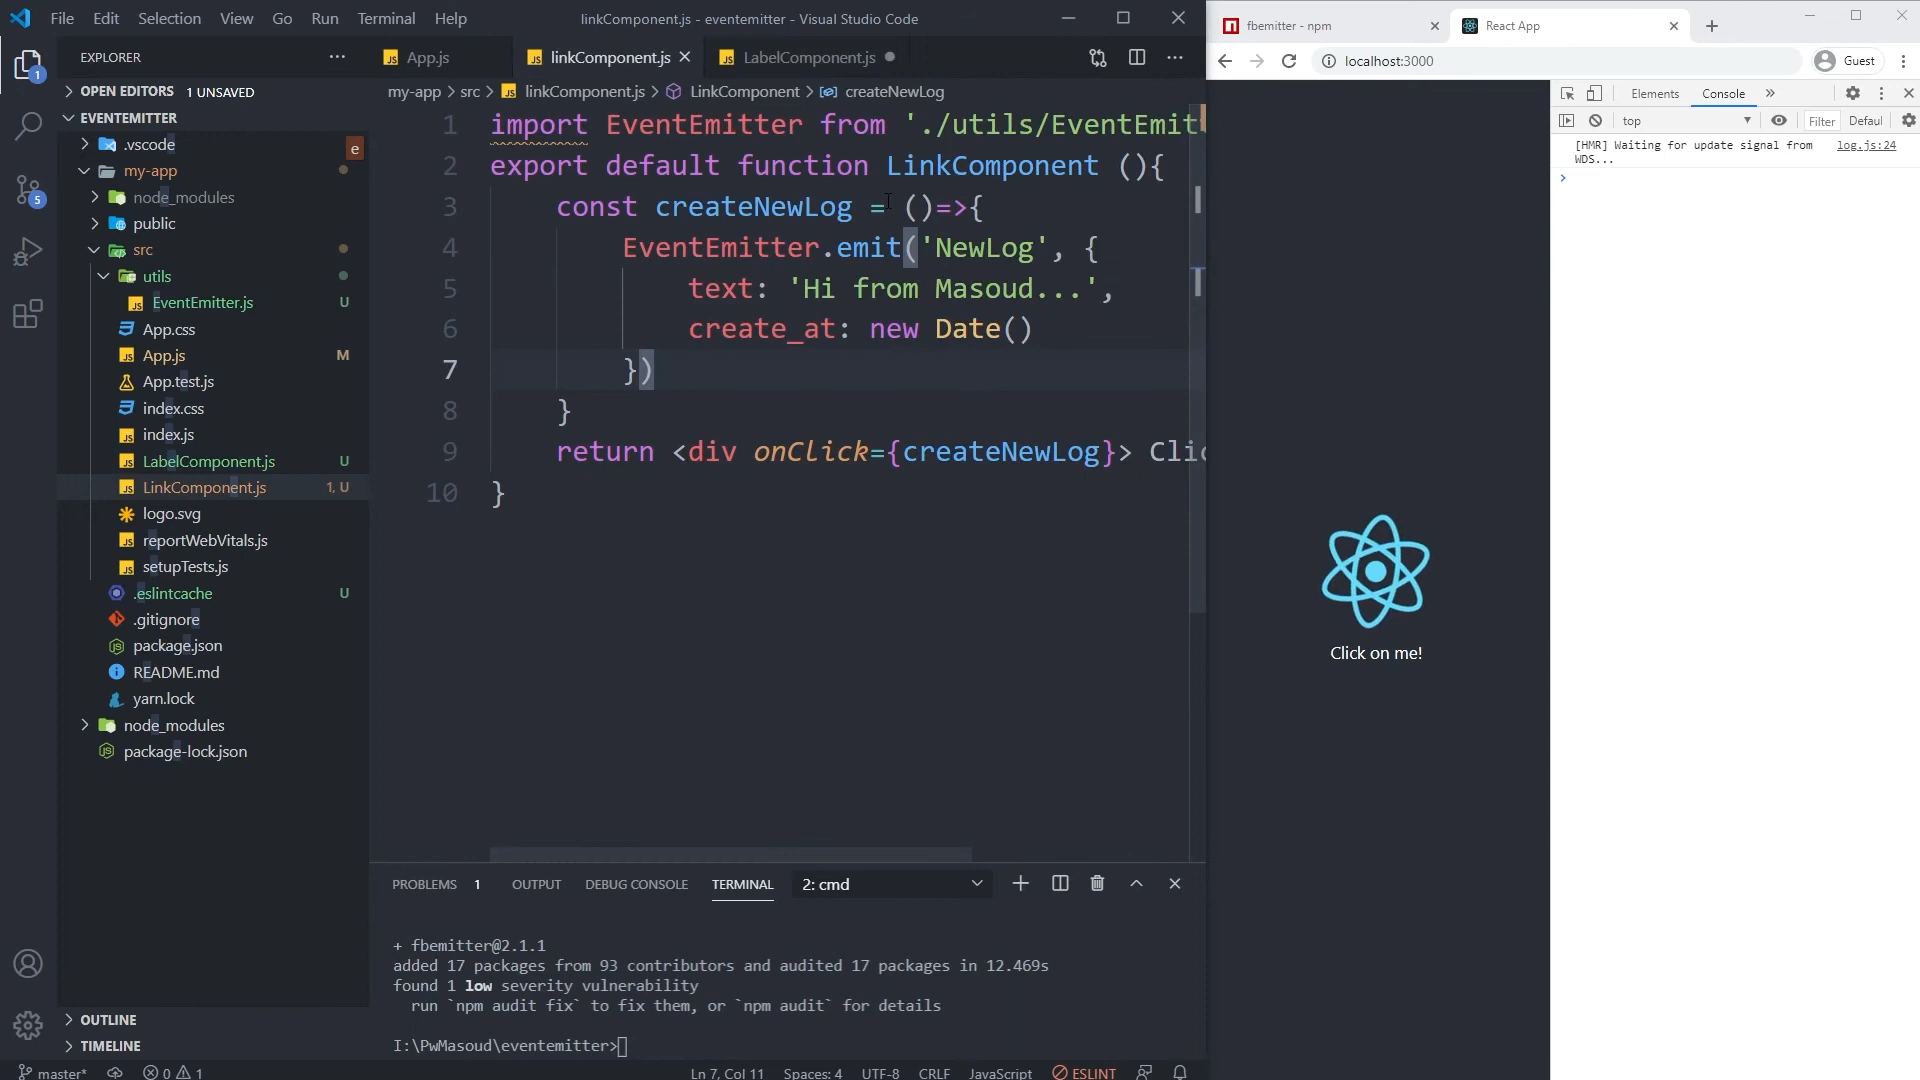 File Edit Selection View Go Run Terminal Help
linkComponent.js - eventemitter - Visual Studio Code
EXPLORER
OPEN EDITORS 1 UNSAVED
EVENTEMITTER
.vscode
e
my-app
node_modules
public
src
utils
EventEmitter.js U
App.css
App.js M
App.test.js
index.css
index.js
LabelComponent.js U
LinkComponent.js 1, U
logo.svg
reportWebVitals.js
setupTests.js
.eslintcache U
.gitignore
package.json
README.md
yarn.lock
node_modules
package-lock.json
OUTLINE
TIMELINE
1
5
App.js linkComponent.js LabelComponent.js
my-app > src > linkComponent.js > LinkComponent > createNewLog
1 import EventEmitter from './utils/EventEmit
2 export default function LinkComponent (){
3 const createNewLog = ()=>{
4 EventEmitter.emit('NewLog', {
5 text: 'Hi from Masoud...',
6 create_at: new Date()
7 })
8 }
9 return <div onClick={createNewLog}> Clic
10 }
PROBLEMS 1 OUTPUT DEBUG CONSOLE TERMINAL 2: cmd
+ fbemitter@2.1.1
added 17 packages from 93 contributors and audited 17 packages in 12.469s
found 1 low severity vulnerability
run `npm audit fix` to fix them, or `npm audit` for details
I:\PwMasoud\eventemitter>
master* 0 1 Ln 7, Col 11 Spaces: 4 UTF-8 CRLF JavaScript ESLINT
fbemitter - npm React App
localhost:3000 Guest
Elements Console »
top Filter Defaul
[HMR] Waiting for update signal from log.js:24
WDS...
Click on me!